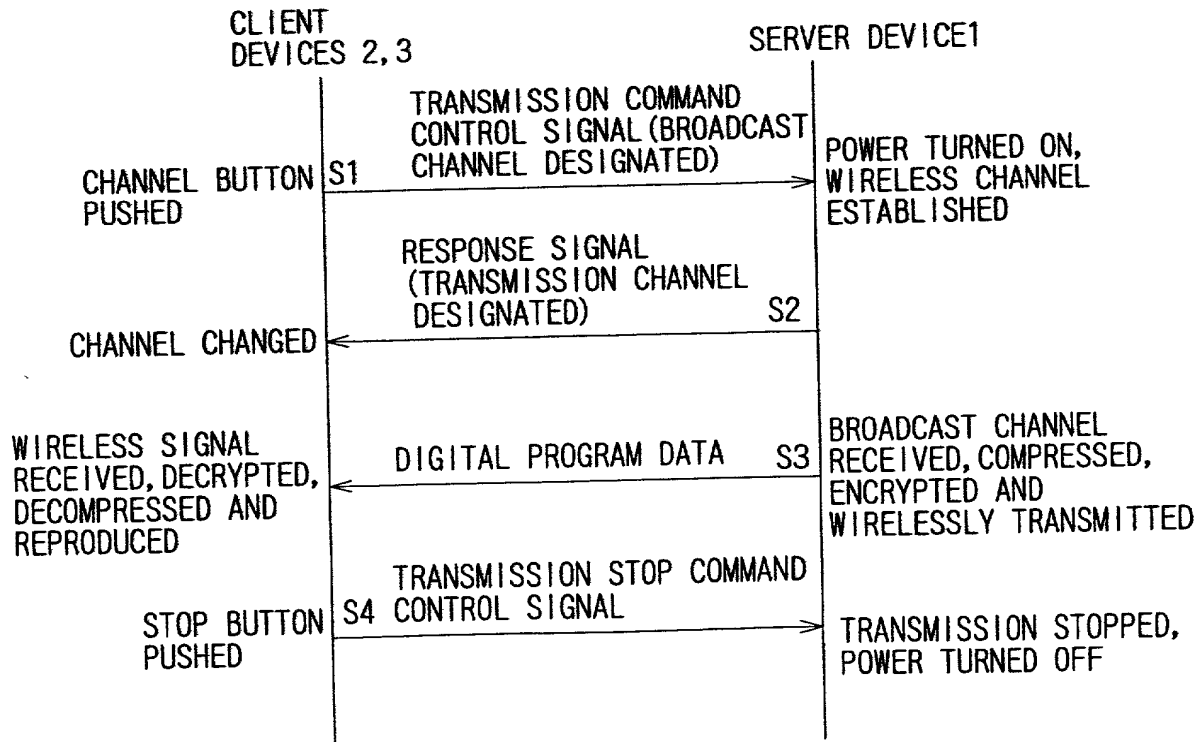 CLIENT
DEVICES 2,3
SERVER DEVICE1
TRANSMISSION COMMAND
CONTROL SIGNAL(BROADCAST
CHANNEL DESIGNATED)
CHANNEL BUTTON
PUSHED
S1
POWER TURNED ON,
WIRELESS CHANNEL
ESTABLISHED
RESPONSE SIGNAL
(TRANSMISSION CHANNEL
DESIGNATED)
S2
CHANNEL CHANGED
WIRELESS SIGNAL
RECEIVED,DECRYPTED,
DECOMPRESSED AND
REPRODUCED
DIGITAL PROGRAM DATA
S3
BROADCAST CHANNEL
RECEIVED,COMPRESSED,
ENCRYPTED AND
WIRELESSLY TRANSMITTED
TRANSMISSION STOP COMMAND
CONTROL SIGNAL
S4
STOP BUTTON
PUSHED
TRANSMISSION STOPPED,
POWER TURNED OFF